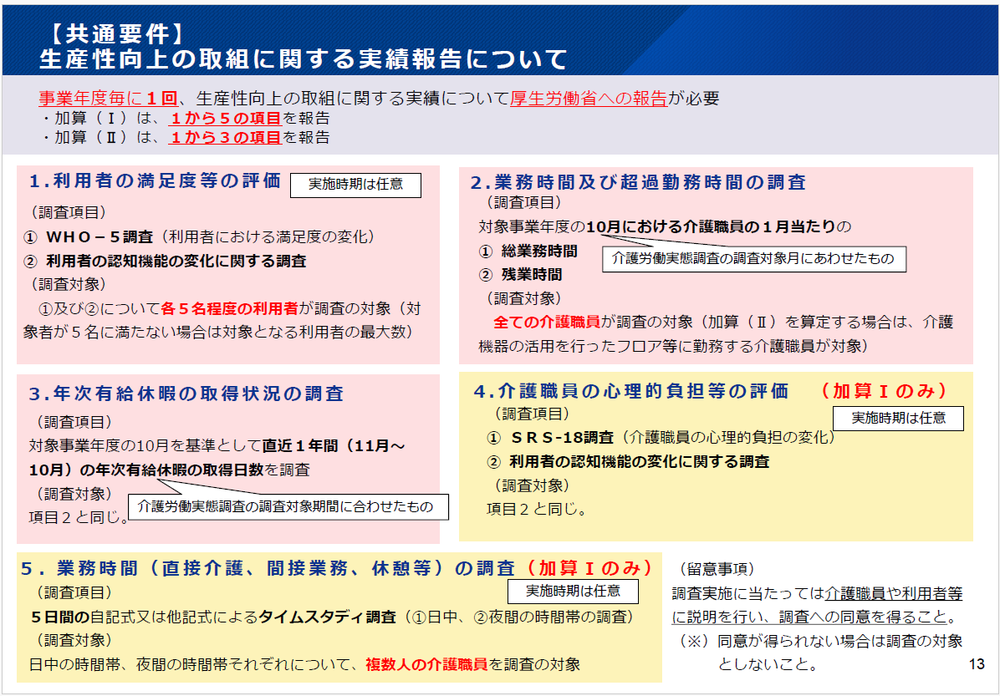 【共通要件】
生産性向上の取組に関する実績報告について
事業年度毎に１回、生産性向上の取組に関する実績について厚生労働省への報告が必要
・加算（Ⅰ）は、１から５の項目を報告
・加算（Ⅱ）は、１から３の項目を報告
１.利用者の満足度等の評価
実施時期は任意
（調査項目）
① ＷＨＯ－５調査（利用者における満足度の変化）
② 利用者の認知機能の変化に関する調査
（調査対象）
①及び②について各５名程度の利用者が調査の対象（対
象者が５名に満たない場合は対象となる利用者の最大数）
２.業務時間及び超過勤務時間の調査
（調査項目）
対象事業年度の10月における介護職員の１月当たりの
① 総業務時間
介護労働実態調査の調査対象月にあわせたもの
② 残業時間
（調査対象）
全ての介護職員が調査の対象（加算（Ⅱ）を算定する場合は、介護
機器の活用を行ったフロア等に勤務する介護職員が対象）
３.年次有給休暇の取得状況の調査
（調査項目）
対象事業年度の10月を基準として直近１年間（11月～
10月）の年次有給休暇の取得日数を調査
（調査対象）
介護労働実態調査の調査対象期間に合わせたもの
項目２と同じ。
４.介護職員の心理的負担等の評価　（加算Ⅰのみ）
実施時期は任意
（調査項目）
① ＳＲＳ-18調査（介護職員の心理的負担の変化）
② 利用者の認知機能の変化に関する調査
（調査対象）
項目２と同じ。
５．業務時間（直接介護、間接業務、休憩等）の調査（加算Ⅰのみ）
実施時期は任意
（調査項目）
５日間の自記式又は他記式によるタイムスタディ調査（①日中、②夜間の時間帯の調査）
（調査対象）
日中の時間帯、夜間の時間帯それぞれについて、複数人の介護職員を調査の対象
（留意事項）
調査実施に当たっては介護職員や利用者等
に説明を行い、調査への同意を得ること。
（※）同意が得られない場合は調査の対象
としないこと。
13